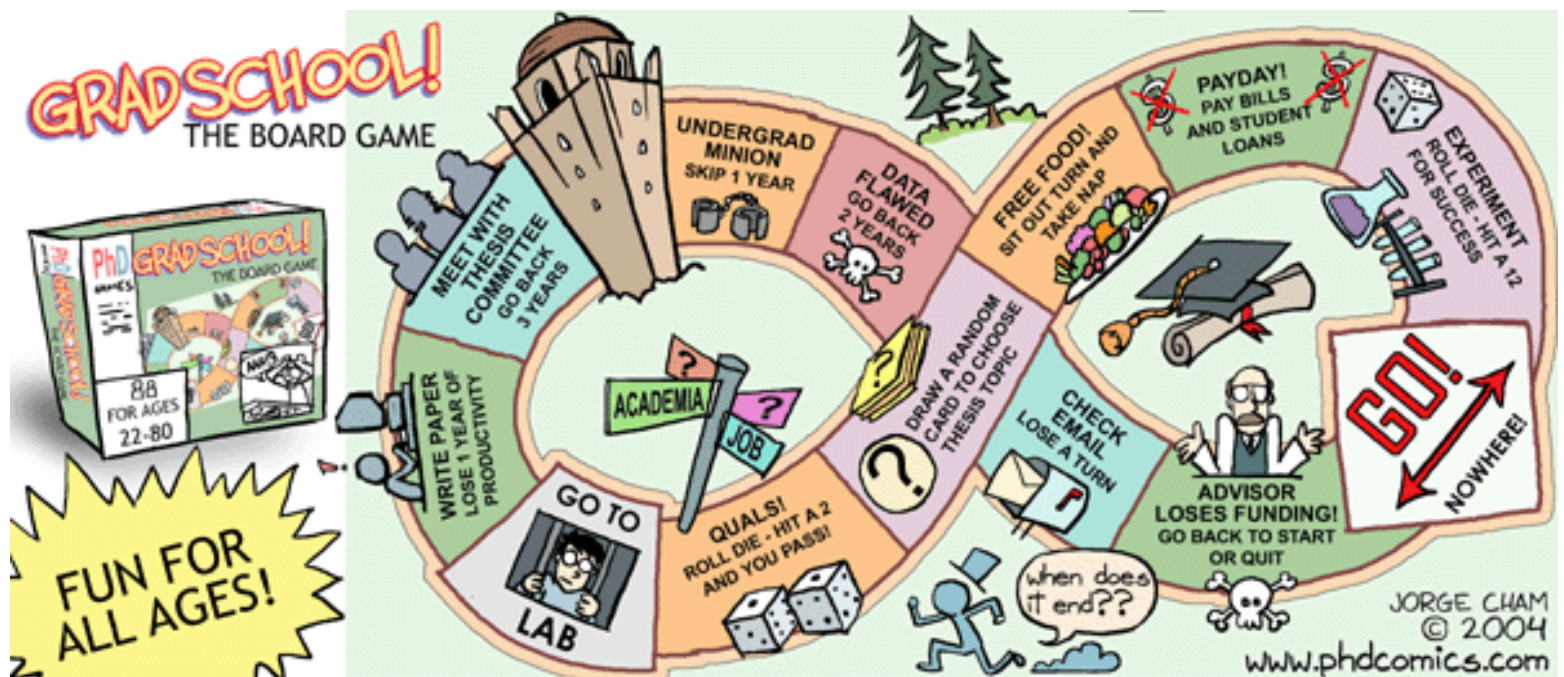 GRAD SCHOOL!
THE BOARD GAME
PhD
GAMES
GRAD SCHOOL!
THE BOARD GAME
GRAD SCHOOL!
88
FOR AGES
22-80
FUN FOR
ALL AGES!
MEET WITH
THESIS
COMMITTEE
GO BACK
3 YEARS
UNDERGRAD
MINION
SKIP 1 YEAR
DATA
FLAWED
GO BACK
2 YEARS
FREE FOOD!
SIT OUT TURN AND
TAKE NAP
$
PAYDAY!
PAY BILLS
AND STUDENT
LOANS
$
EXPERIMENT
ROLL DIE - HIT A 12
FOR SUCCESS
GO!
NOWHERE!
ADVISOR
LOSES FUNDING!
GO BACK TO START
OR QUIT
CHECK
EMAIL
LOSE A TURN
?
DRAW A RANDOM
CARD TO CHOOSE
THESIS TOPIC
?
QUALS!
ROLL DIE - HIT A 2
AND YOU PASS!
GO TO
LAB
WRITE PAPER
LOSE 1 YEAR OF
PRODUCTIVITY
?
ACADEMIA
?
JOB
when does
it end??
JORGE CHAM
© 2004
www.phdcomics.com